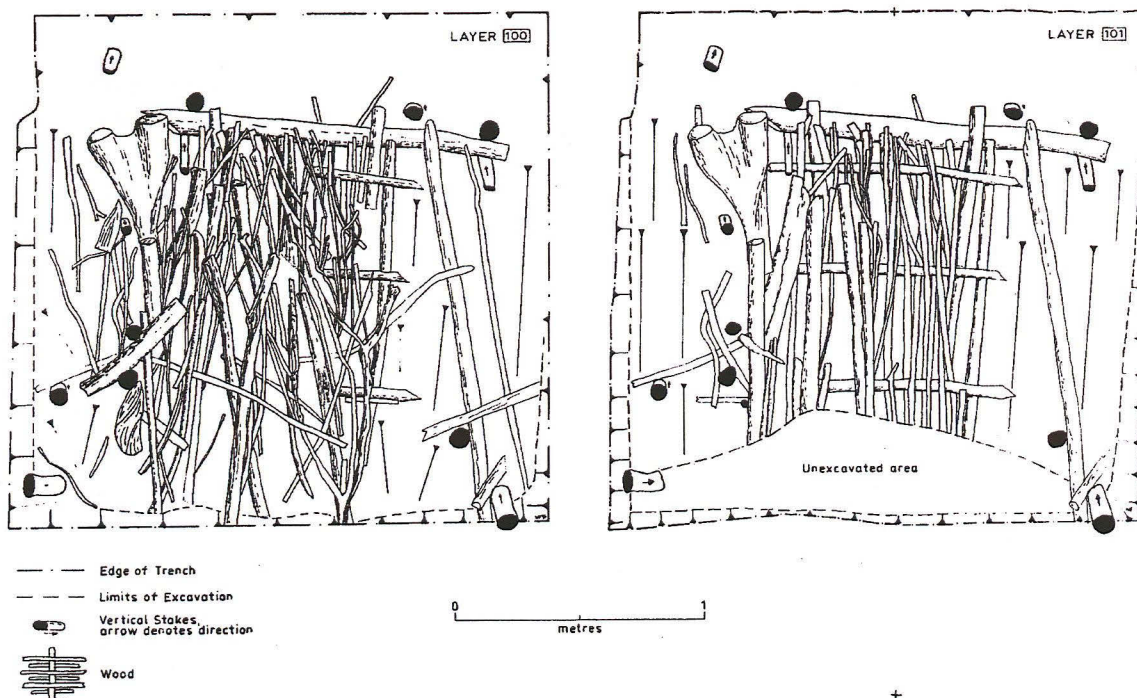 LAYER 100
LAYER 101
Unexcavated area
Edge of Trench
Limits of Excavation
Vertical Stakes,
arrow denotes direction
Wood
0 1
metres